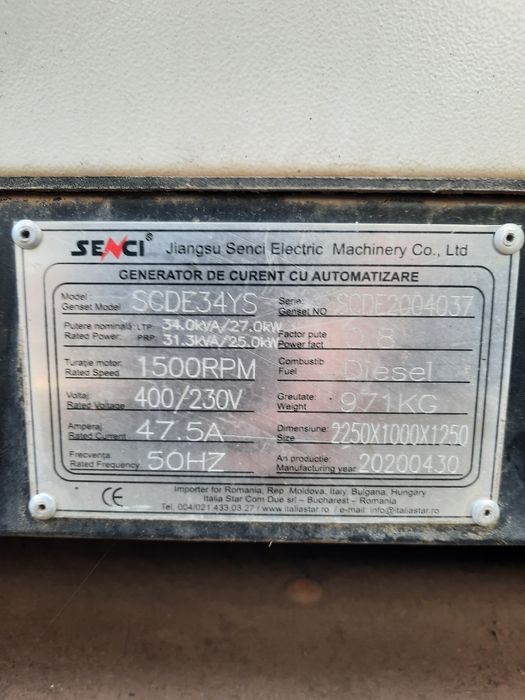 SENCI® Jiangsu Senci Electric Machinery Co., Ltd
GENERATOR DE CURENT CU AUTOMATIZARE
Model: Genset Model SCDE34YS Serie: Genset NO SCDE2004037
Putere nominală: LTP 34.0kVA/27.0kW Factor pute
Rated Power: PRP 31.3kVA/25.0kW Power fact
Turație motor: Rated Speed 1500RPM Combustib Fuel Diesel
Voltaj Rated Voltage 400/230V Greutate: Weight 971KG
Amperaj Rated Current 47.5A Dimensiune: Size 2250X1000X1250
Frecvența Rated Frequency 50HZ An producție: Manufacturing year 20200430
CE Importer for Romania, Rep. Moldova, Italy, Bulgaria, Hungary
Italia Star Com Due srl – Bucharest – Romania
Tel. 004/021.433.03.27 / www.italiastar.ro / e-mail: info@italiastar.ro